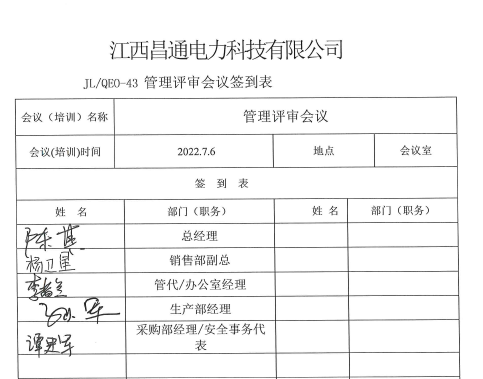 江西昌通电力科技有限公司
JL/QEO-43 管理评审会议签到表
会议（培训）名称 管理评审会议
会议(培训)时间 2022.7.6 地点 会议室
签 到 表
姓 名 部门（职务） 姓 名 部门（职务）
总经理
杨卫星 销售部副总
管代/办公室经理
生产部经理
谭建军 采购部经理/安全事务代
表